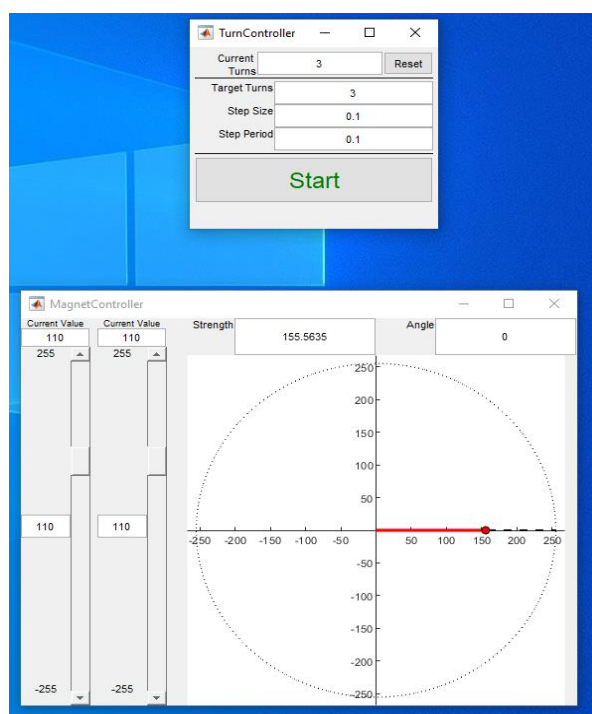 TurnController
Current
Turns
3
Reset
Target Turns
3
Step Size
0.1
Step Period
0.1
Start
MagnetController
Current Value
Current Value
Strength
155.5635
Angle
0
110
110
255
255
250
200
150
100
50
110
110
-250 -200 -150 -100 -50 50 100 150 200 250
-50
-100
-150
-200
-250
-255
-255